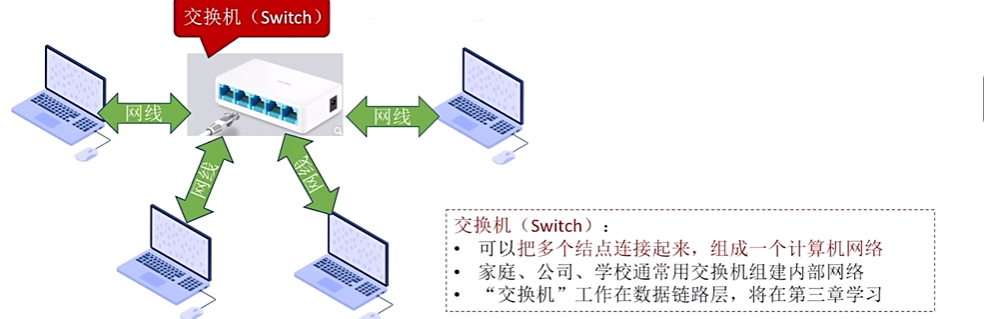 交换机（Switch）
网线
网线
网线
网线
交换机（Switch）：
• 可以把多个结点连接起来，组成一个计算机网络
• 家庭、公司、学校通常用交换机组建内部网络
• “交换机”工作在数据链路层，将在第三章学习